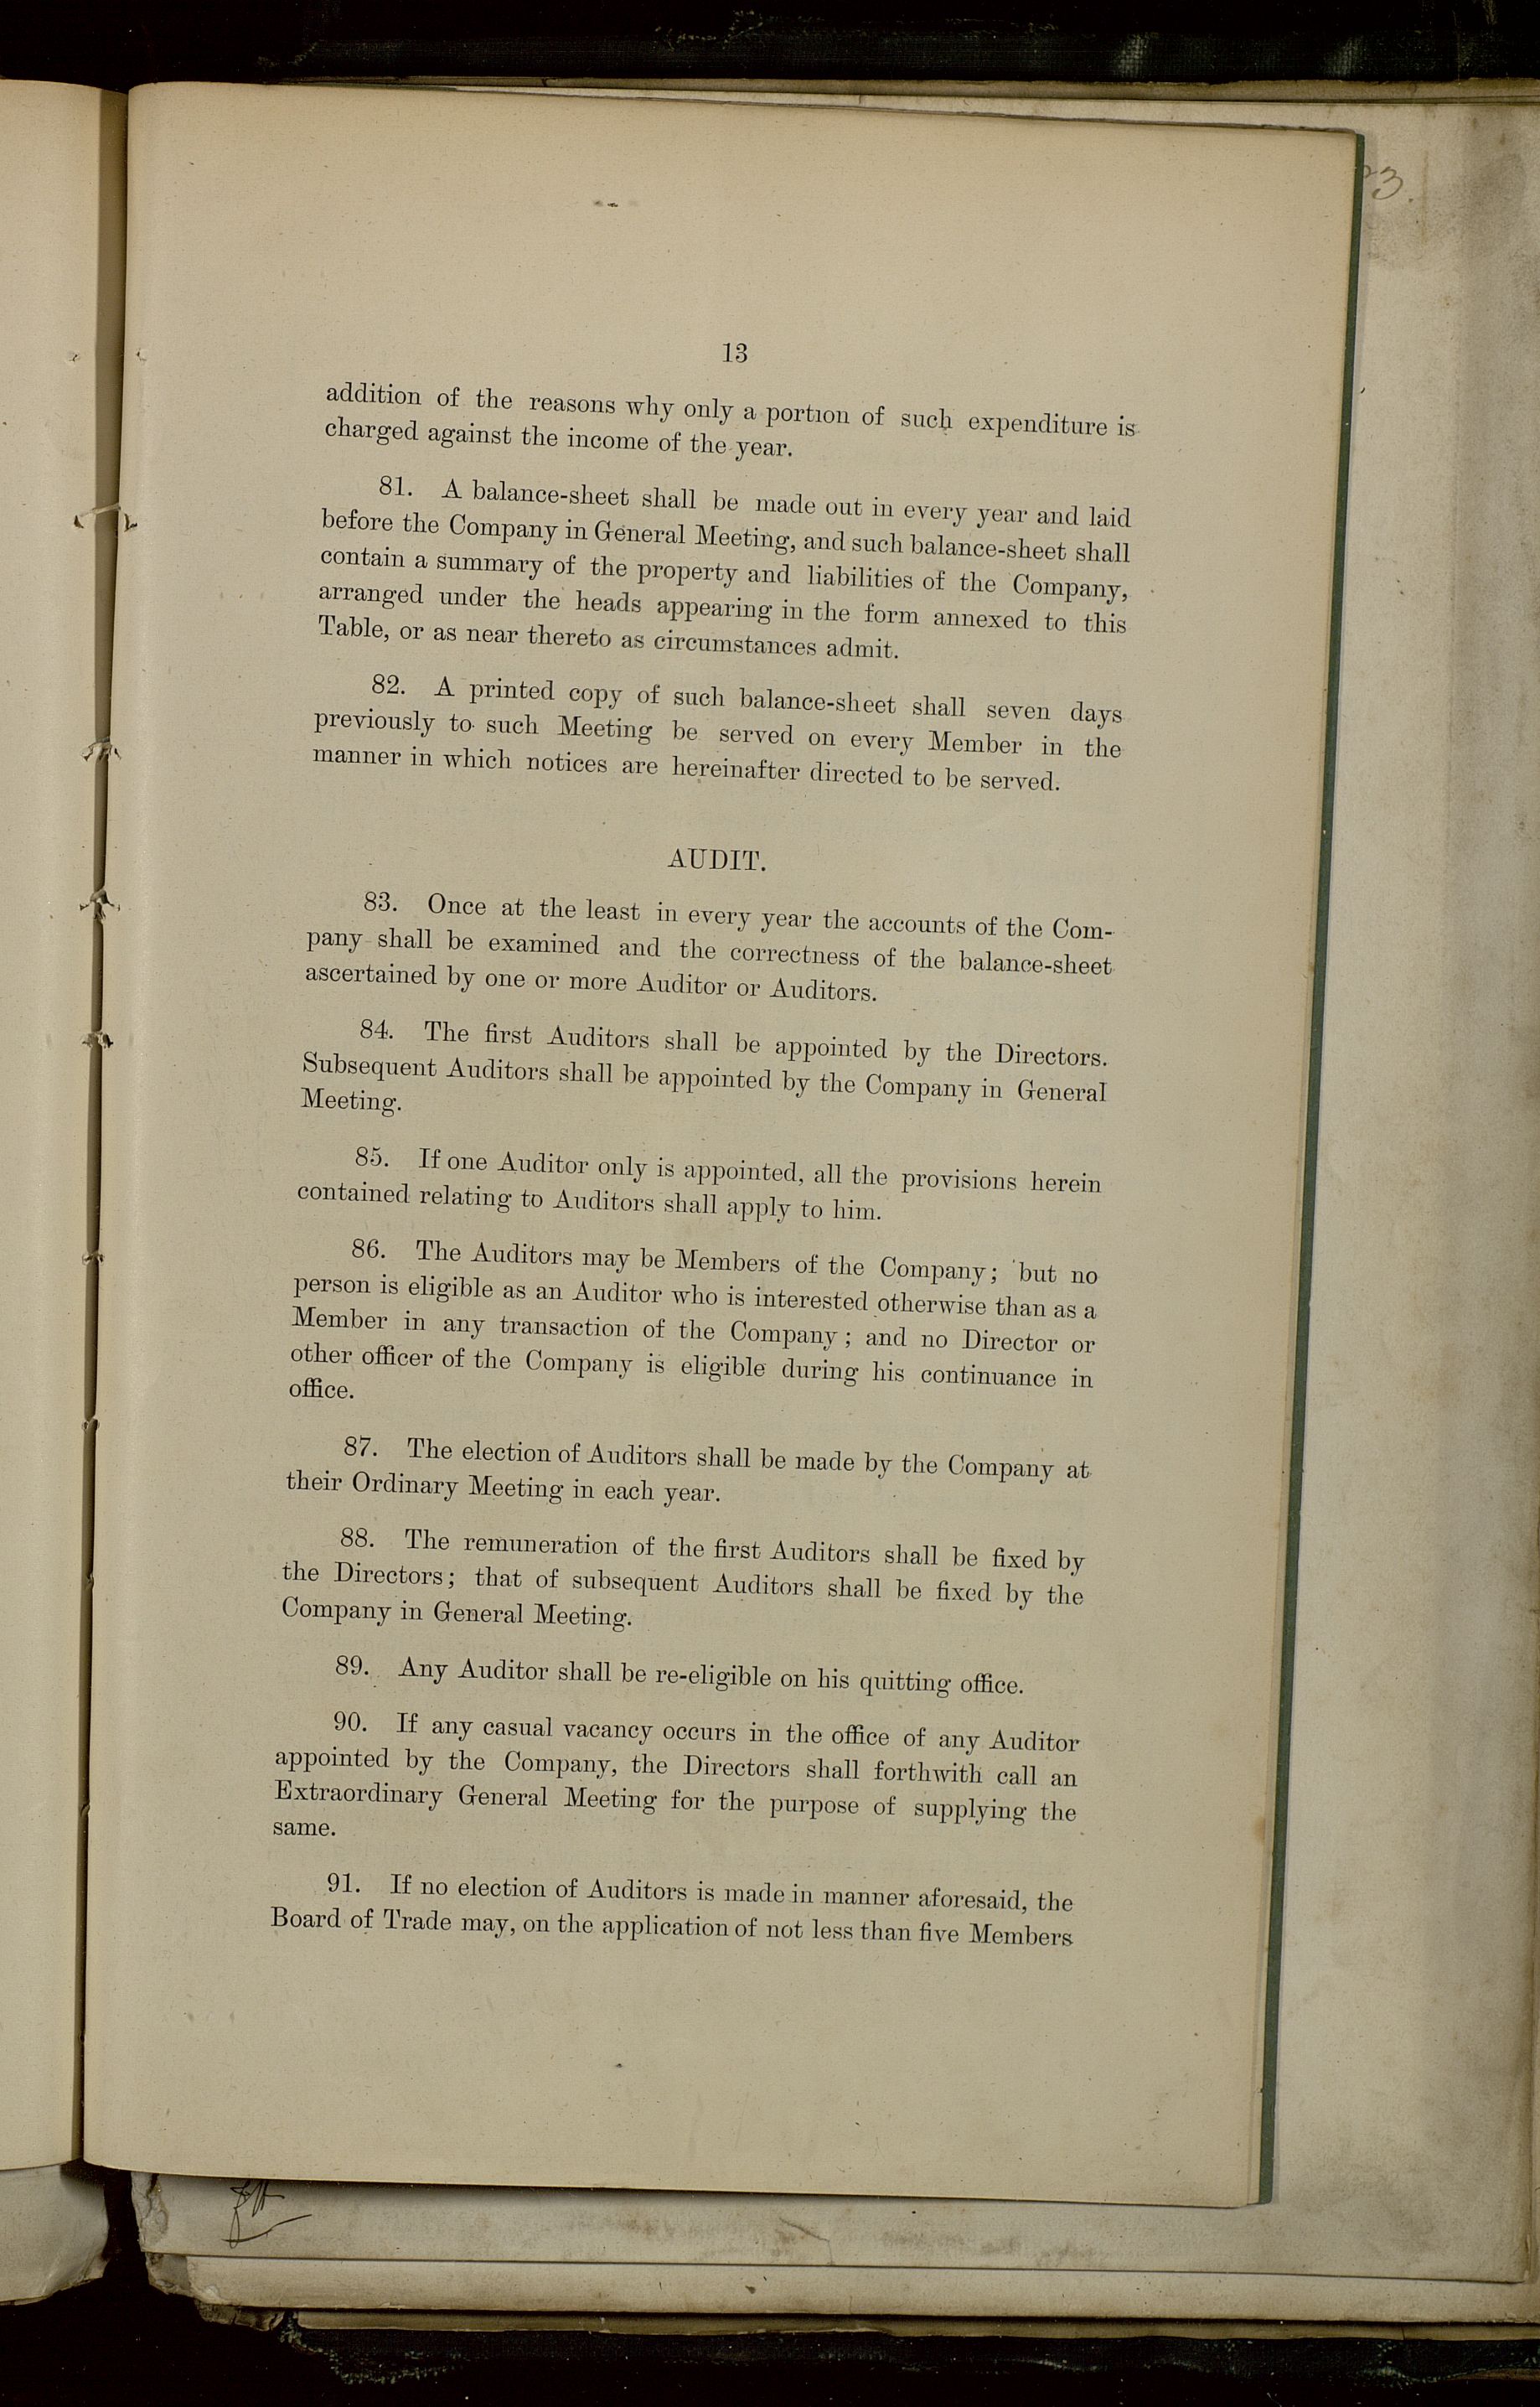 13
addition of the reasons why only a portion of such expenditure is
charged against the income of the year.
81. A balance-sheet shall be made out in every year and laid
before the Company in General Meeting, and such balance-sheet shall
contain a summary of the property and liabilities of the Company,
arranged under the heads appearing in the form annexed to this
Table, or as near thereto as circumstances admit.
82. A printed copy of such balance-sheet shall seven days
previously to such Meeting be served on every Member in the
manner in which notices are hereinafter directed to be served.
AUDIT.
83. Once at the least in every year the accounts of the Com-
pany shall be examined and the correctness of the balance-sheet
ascertained by one or more Auditor or Auditors.
84. The first Auditors shall be appointed by the Directors.
Subsequent Auditors shall be appointed by the Company in General
Meeting.
85. If one Auditor only is appointed, all the provisions herein
contained relating to Auditors shall apply to him.
86. The Auditors may be Members of the Company; but no
person is eligible as an Auditor who is interested otherwise than as a
Member in any transaction of the Company; and no Director or
other officer of the Company is eligible during his continuance in
office.
87. The election of Auditors shall be made by the Company at
their Ordinary Meeting in each year.
88. The remuneration of the first Auditors shall be fixed by
the Directors; that of subsequent Auditors shall be fixed by the
Company in General Meeting.
89. Any Auditor shall be re-eligible on his quitting office.
90. If any casual vacancy occurs in the office of any Auditor
appointed by the Company, the Directors shall forthwith call an
Extraordinary General Meeting for the purpose of supplying the
same.
91. If no election of Auditors is made in manner aforesaid, the
Board of Trade may, on the application of not less than five Members